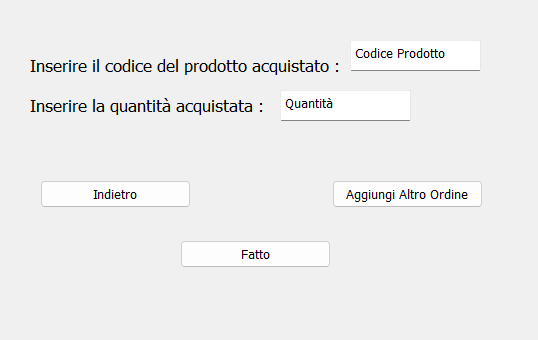 Inserire il codice del prodotto acquistato : Codice Prodotto
Inserire la quantità acquistata : Quantità
Indietro Aggiungi Altro Ordine
Fatto